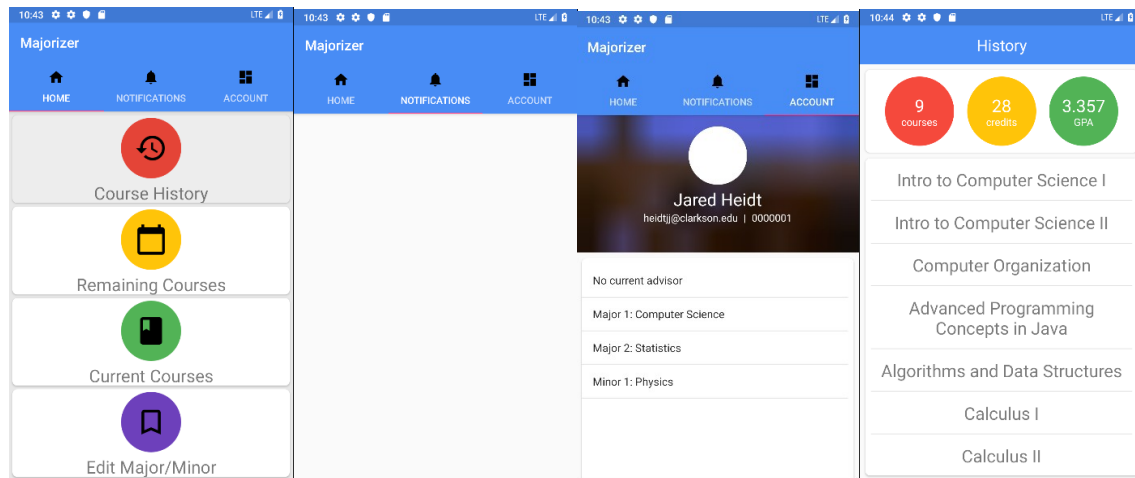 10:43 LTE
Majorizer
HOME NOTIFICATIONS ACCOUNT
Course History
Remaining Courses
Current Courses
Edit Major/Minor
10:43 LTE
Majorizer
HOME NOTIFICATIONS ACCOUNT
10:43 LTE
Majorizer
HOME NOTIFICATIONS ACCOUNT
Jared Heidt
heidtjj@clarkson.edu | 0000001
No current advisor
Major 1: Computer Science
Major 2: Statistics
Minor 1: Physics
10:44 LTE
History
9 28 3.357
courses credits GPA
Intro to Computer Science I
Intro to Computer Science II
Computer Organization
Advanced Programming
Concepts in Java
Algorithms and Data Structures
Calculus I
Calculus II